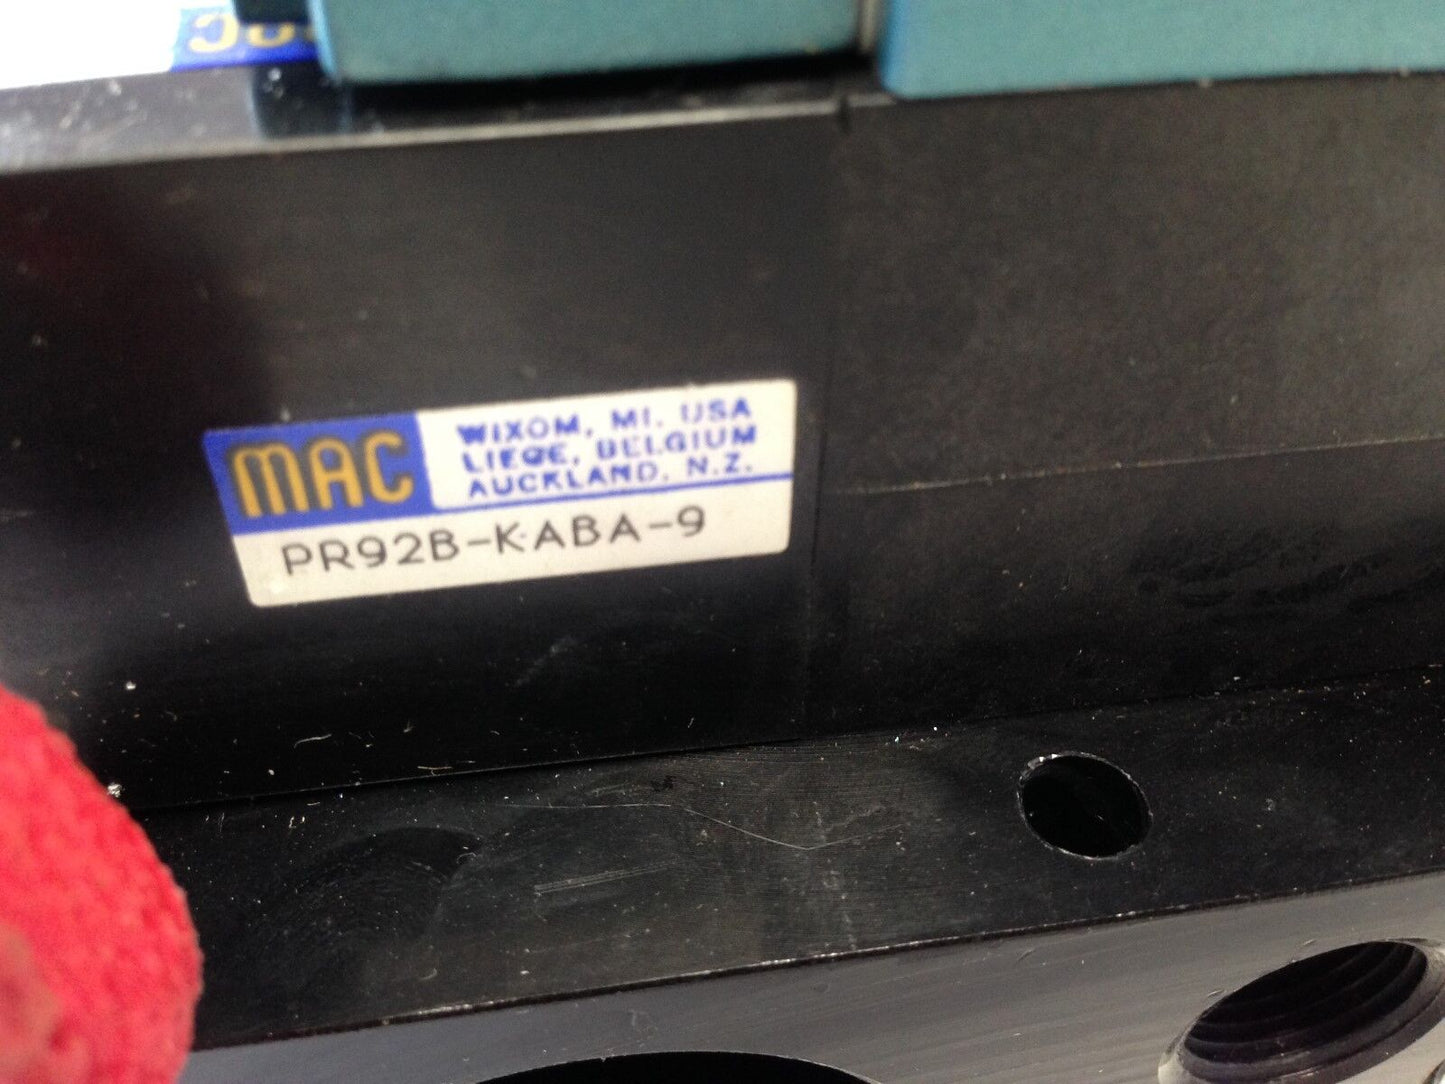 MAC
WIXOM, MI. USA
LIEGE, BELGIUM
AUCKLAND, N.Z.
PR92B-KABA-9